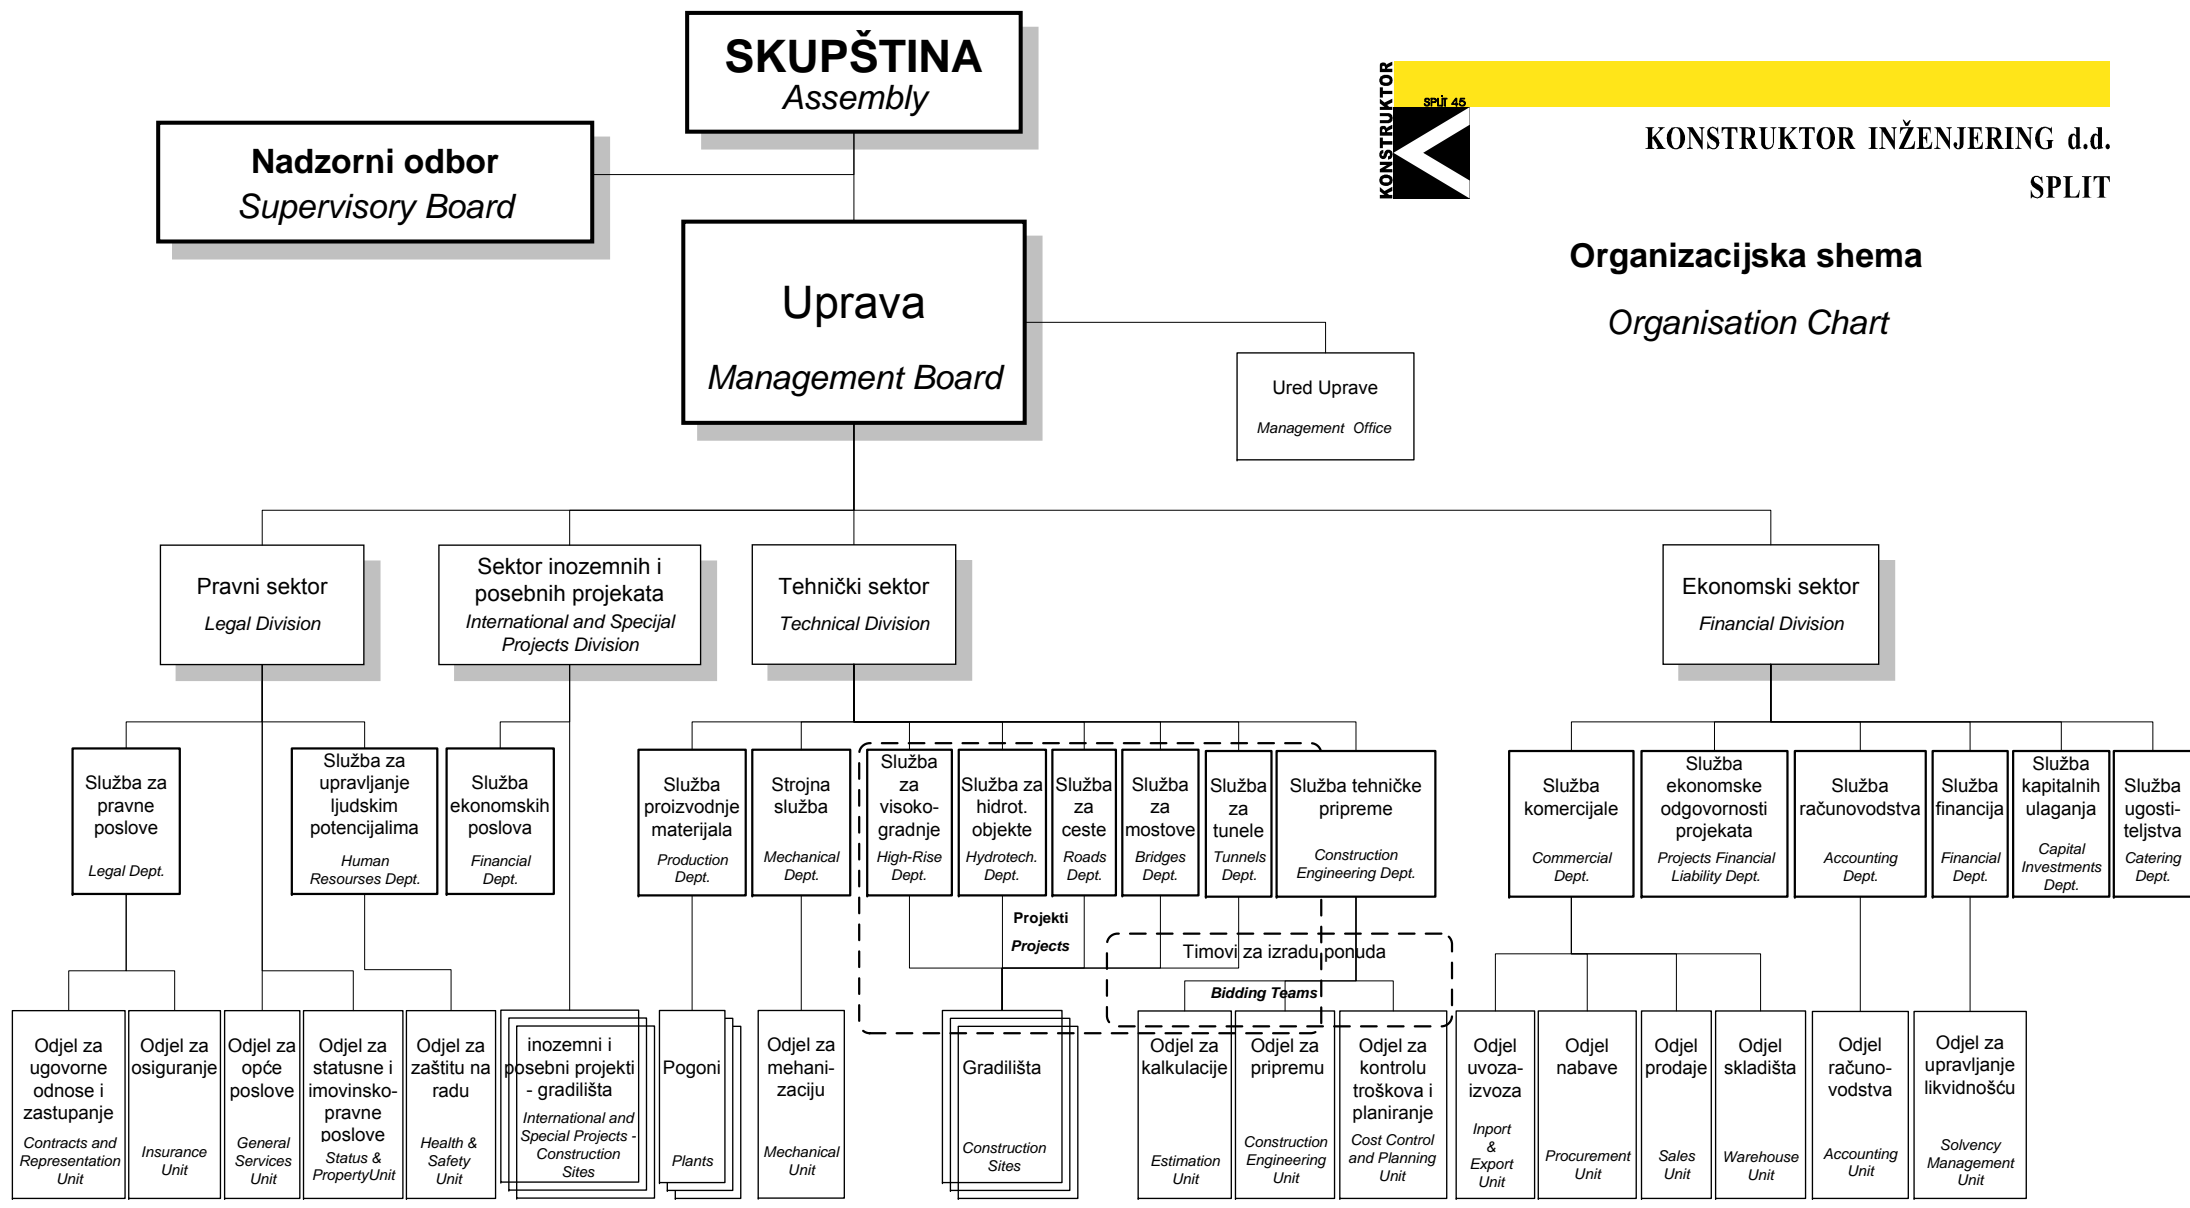 SKUPŠTINA
Assembly
Nadzorni odbor
Supervisory Board
KONSTRUKTOR
SPLIT 45
KONSTRUKTOR INŽENJERING d.d.
SPLIT
Organizacijska shema
Organisation Chart
Uprava
Management Board
Ured Uprave
Management Office
Pravni sektor
Legal Division
Sektor inozemnih i
posebnih projekata
International and Specijal
Projects Division
Tehnički sektor
Technical Division
Ekonomski sektor
Financial Division
Služba za
pravne
poslove
Legal Dept.
Služba za
upravljanje
ljudskim
potencijalima
Human
Resourses Dept.
Služba
ekonomskih
poslova
Financial
Dept.
Služba
proizvodnje
materijala
Production
Dept.
Strojna
služba
Mechanical
Dept.
Služba
za
visoko-
gradnje
High-Rise
Dept.
Služba za
hidrot.
objekte
Hydrotech.
Dept.
Služba
za
ceste
Roads
Dept.
Služba
za
mostove
Bridges
Dept.
Služba
za
tunele
Tunnels
Dept.
Služba tehničke
pripreme
Construction
Engineering Dept.
Služba
komercijale
Commercial
Dept.
Služba
ekonomske
odgovornosti
projekata
Projects Financial
Liability Dept.
Služba
računovodstva
Accounting
Dept.
Služba
financija
Financial
Dept.
Služba
kapitalnih
ulaganja
Capital
Investments
Dept.
Služba
ugosti-
teljstva
Catering
Dept.
Projekti
Projects
Timovi za izradu ponuda
Bidding Teams
Odjel za
ugovorne
odnose i
zastupanje
Contracts and
Representation
Unit
Odjel za
osiguranje
Insurance
Unit
Odjel za
opće
poslove
General
Services
Unit
Odjel za
statusne i
imovinsko-
pravne
poslove
Status &
PropertyUnit
Odjel za
zaštitu na
radu
Health &
Safety
Unit
inozemni i
posebni projekti
- gradilišta
International and
Special Projects -
Construction
Sites
Pogoni
Plants
Odjel za
mehani-
zaciju
Mechanical
Unit
Gradilišta
Construction
Sites
Odjel za
kalkulacije
Estimation
Unit
Odjel za
pripremu
Construction
Engineering
Unit
Odjel za
kontrolu
troškova i
planiranje
Cost Control
and Planning
Unit
Odjel
uvoza-
izvoza
Inport
&
Export
Unit
Odjel
nabave
Procurement
Unit
Odjel
prodaje
Sales
Unit
Odjel
skladišta
Warehouse
Unit
Odjel
računo-
vodstva
Accounting
Unit
Odjel za
upravljanje
likvidnošću
Solvency
Management
Unit